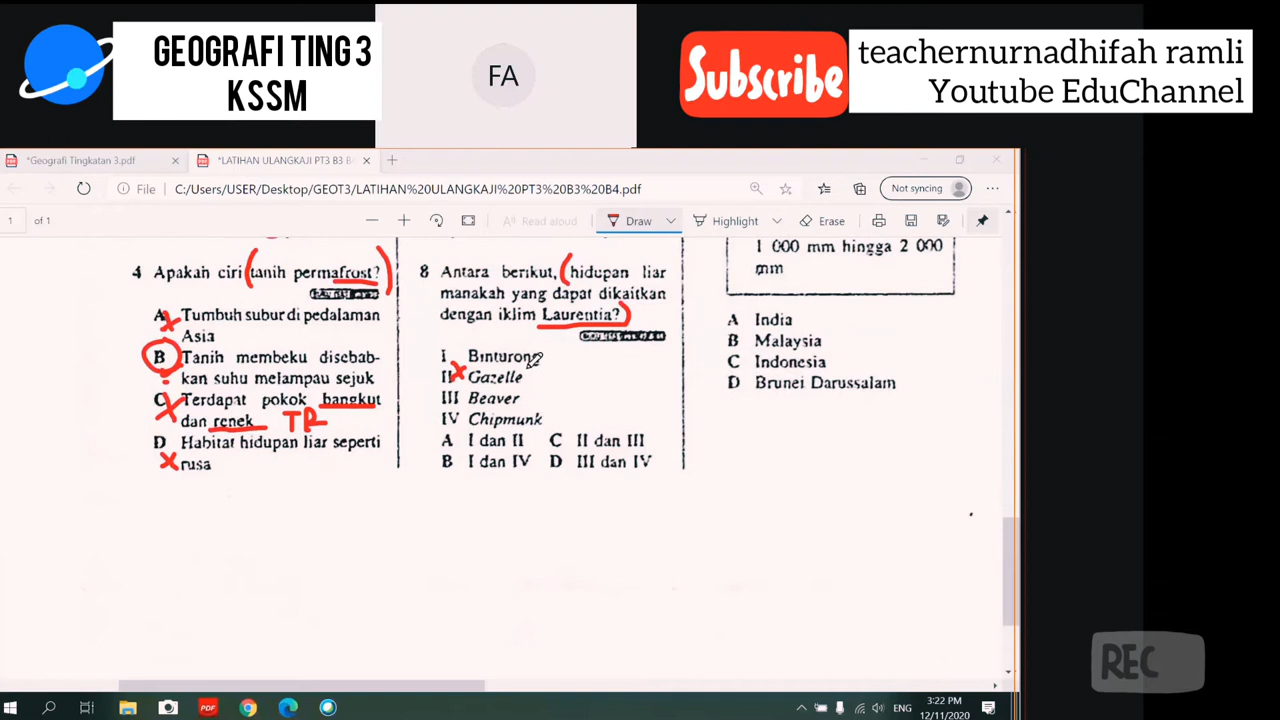 GEOGRAFI TING 3
KSSM
FA
Subscribe
teachernurnadhifah ramli
Youtube EduChannel
*Geografi Tingkatan 3.pdf
*LATIHAN ULANGKAJI PT3 B3 B
File
C:/Users/USER/Desktop/GEOT3/LATIHAN%20ULANGKAJI%20PT3%20B3%20B4.pdf
Not syncing
1 of 1
Read aloud
Draw
Highlight
Erase
4 Apakah ciri tanih permafrost?
A Tumbuh subur di pedalaman
Asia
B Tanih membeku disebab-
kan suhu melampau sejuk
C Terdapat pokok bangkut
dan renek TR
D Habitat hidupan liar seperti
rusa
8 Antara berikut, hidupan liar
manakah yang dapat dikaitkan
dengan iklim Laurentia?
I Binturong
II Gazelle
III Beaver
IV Chipmunk
A I dan II C II dan III
B I dan IV D III dan IV
1 000 mm hingga 2 000
mm
A India
B Malaysia
C Indonesia
D Brunei Darussalam
REC
PDF
ENG
3:22 PM
12/11/2020